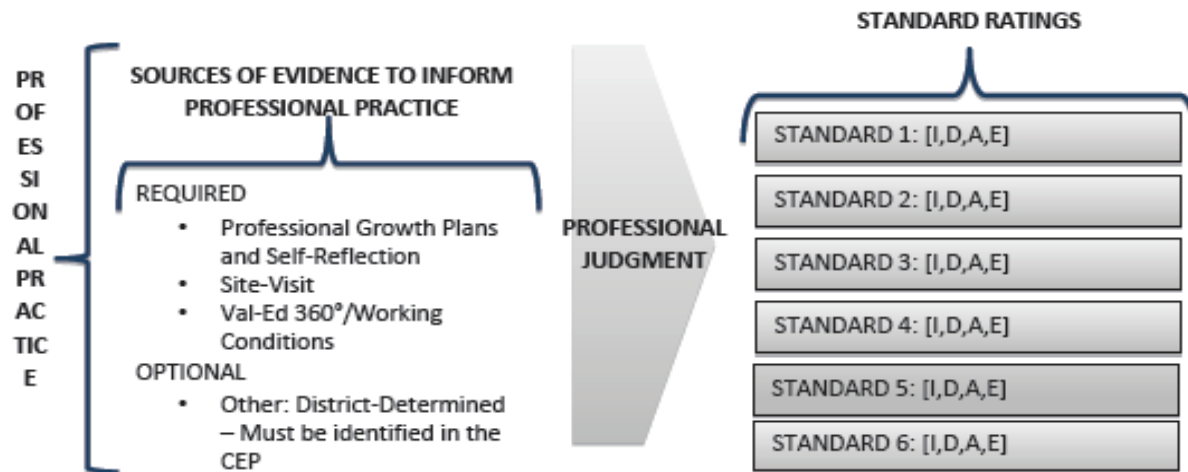 PR
OF
ES
SI
ON
AL
PR
AC
TIC
E
SOURCES OF EVIDENCE TO INFORM
PROFESSIONAL PRACTICE
REQUIRED
• Professional Growth Plans
and Self-Reflection
• Site-Visit
• Val-Ed 360°/Working
Conditions
OPTIONAL
• Other: District-Determined
– Must be identified in the
CEP
PROFESSIONAL
JUDGMENT
STANDARD RATINGS
STANDARD 1: [I,D,A,E]
STANDARD 2: [I,D,A,E]
STANDARD 3: [I,D,A,E]
STANDARD 4: [I,D,A,E]
STANDARD 5: [I,D,A,E]
STANDARD 6: [I,D,A,E]